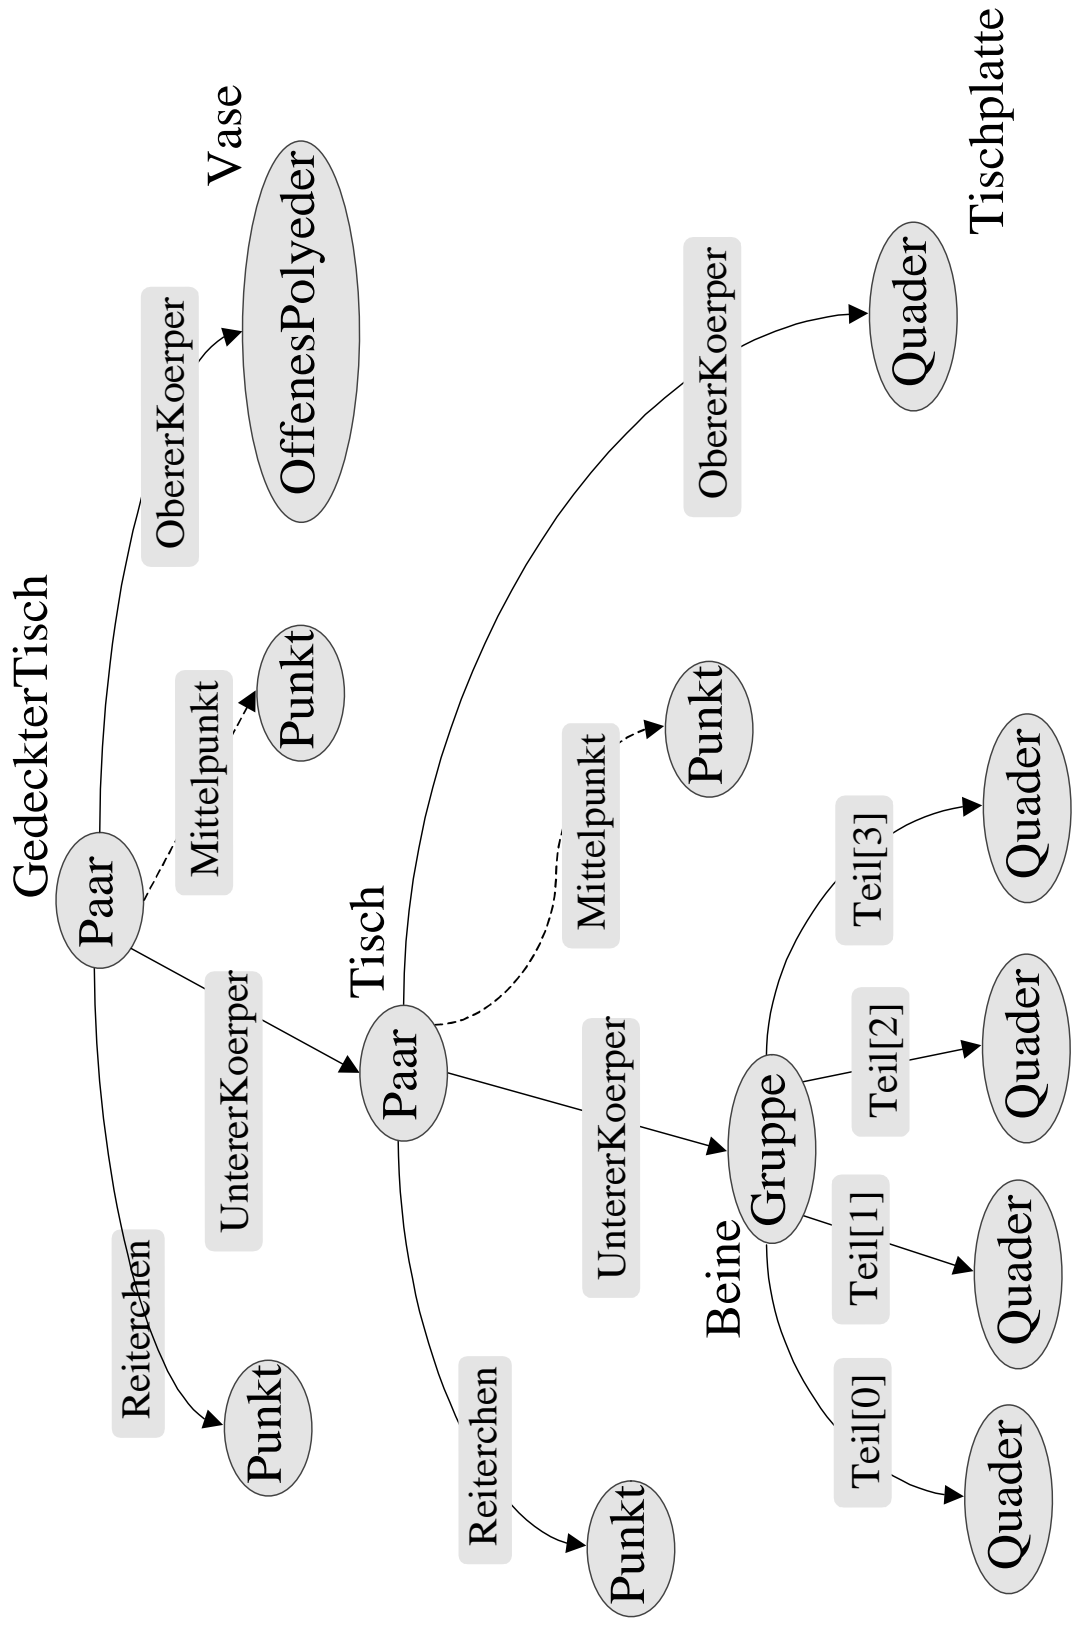 GedeckterTisch
Paar
Reiterchen
UntererKoerper
Mittelpunkt
ObererKoerper
Vase
Punkt
Tisch
Paar
Punkt
OffenesPolyeder
Reiterchen
UntererKoerper
Mittelpunkt
ObererKoerper
Punkt
Beine
Gruppe
Punkt
Quader
Tischplatte
Teil[0]
Teil[1]
Teil[2]
Teil[3]
Quader
Quader
Quader
Quader